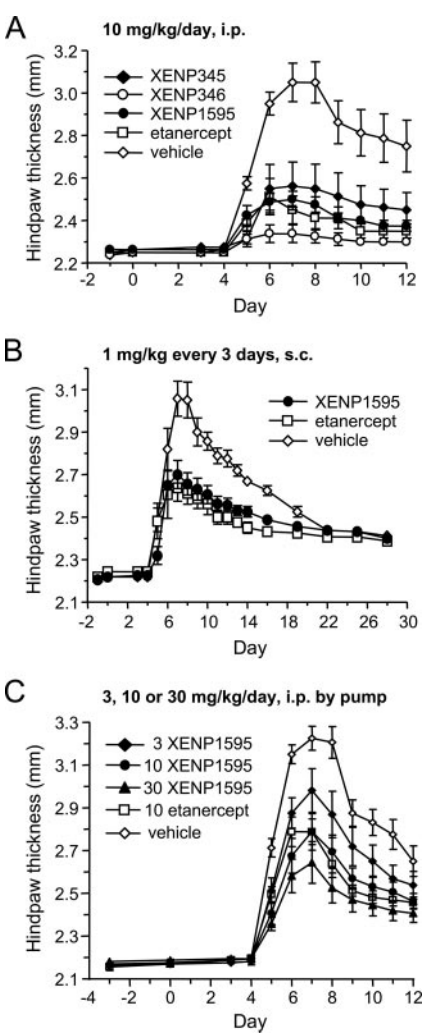 A
10 mg/kg/day, i.p.
Hindpaw thickness (mm)
3.2
3.0
2.8
2.6
2.4
2.2
XENP345
XENP346
XENP1595
etanercept
vehicle
-2 0 2 4 6 8 10 12
Day
B
1 mg/kg every 3 days, s.c.
Hindpaw thickness (mm)
3.1
2.9
2.7
2.5
2.3
2.1
XENP1595
etanercept
vehicle
-2 2 6 10 14 18 22 26 30
Day
C
3, 10 or 30 mg/kg/day, i.p. by pump
Hindpaw thickness (mm)
3.3
3.1
2.9
2.7
2.5
2.3
2.1
3 XENP1595
10 XENP1595
30 XENP1595
10 etanercept
vehicle
-4 -2 0 2 4 6 8 10 12
Day